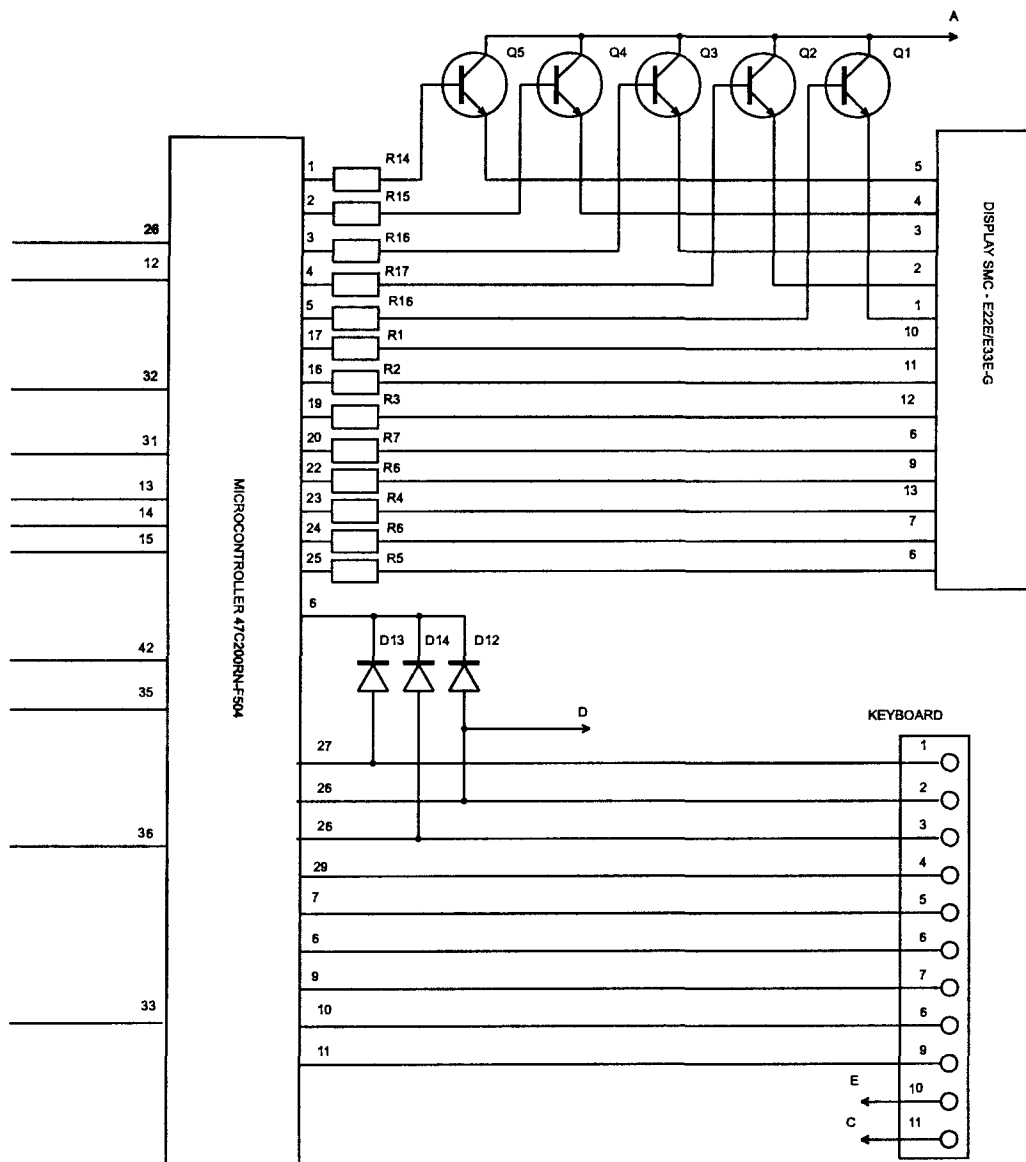 A
Q5
Q4
Q3
Q2
Q1
1
R14
5
2
R15
4
26
3
R16
3
12
4
R17
2
5
R16
1
17
R1
10
32
16
R2
11
19
R3
12
31
20
R7
6
22
R6
9
13
23
R4
13
14
24
R6
7
15
25
R5
6
DISPLAY SMC - E22E/E33E-G
MICROCONTROLLER 47C200RN-F504
6
D13
D14
D12
42
35
D
KEYBOARD
27
1
26
2
26
3
36
29
4
7
5
6
6
9
7
33
10
6
11
9
E
10
C
11